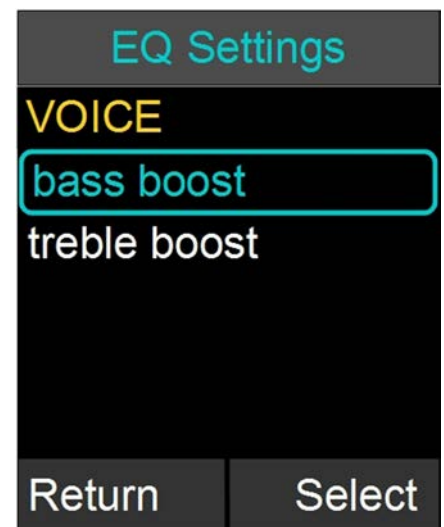 EQ Settings
VOICE
bass boost
treble boost
Return Select